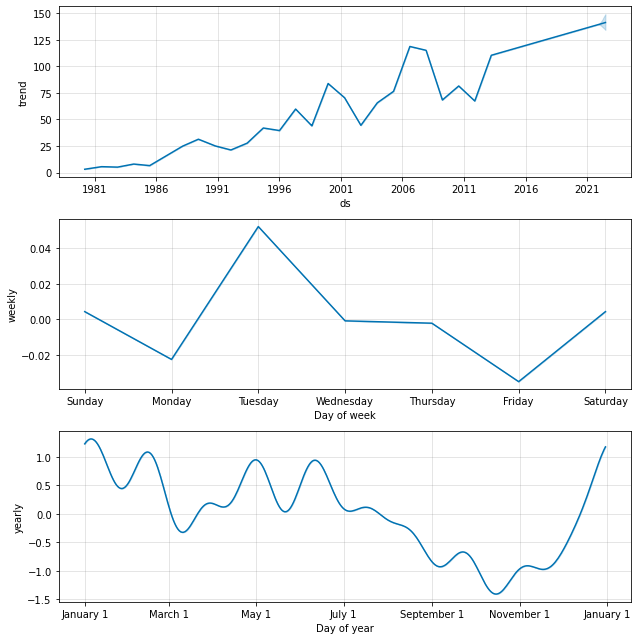 150
125
100
75
50
25
0
trend
1981 1986 1991 1996 2001 2006 2011 2016 2021
ds
0.04
0.02
0.00
−0.02
weekly
Sunday Monday Tuesday Wednesday Thursday Friday Saturday
Day of week
1.0
0.5
0.0
−0.5
−1.0
−1.5
yearly
January 1 March 1 May 1 July 1 September 1 November 1 January 1
Day of year